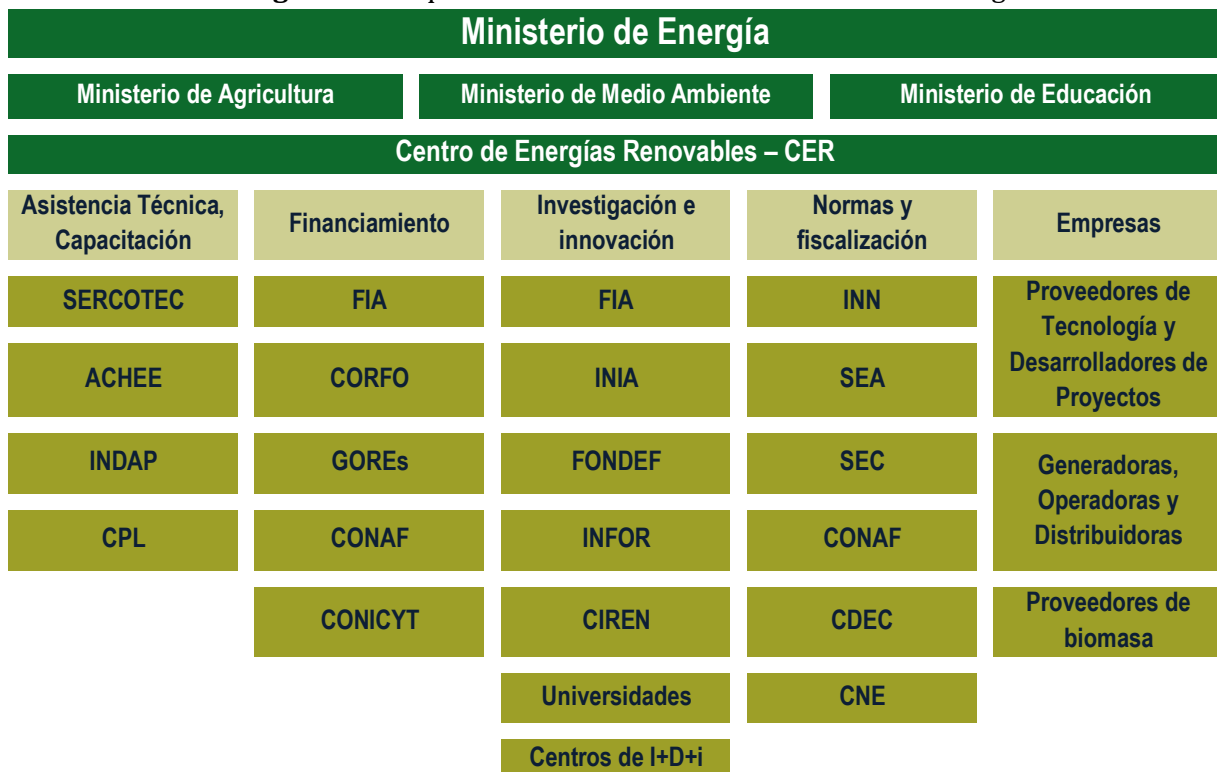 Ministerio de Energía
Ministerio de Agricultura
Ministerio de Medio Ambiente
Ministerio de Educación
Centro de Energías Renovables – CER
Asistencia Técnica,
Capacitación
Financiamiento
Investigación e
innovación
Normas y
fiscalización
Empresas
SERCOTEC
FIA
FIA
INN
Proveedores de
Tecnología y
Desarrolladores de
Proyectos
ACHEE
CORFO
INIA
SEA
INDAP
GOREs
FONDEF
SEC
Generadoras,
Operadoras y
Distribuidoras
CPL
CONAF
INFOR
CONAF
CONICYT
CIREN
CDEC
Proveedores de
biomasa
Universidades
CNE
Centros de I+D+i